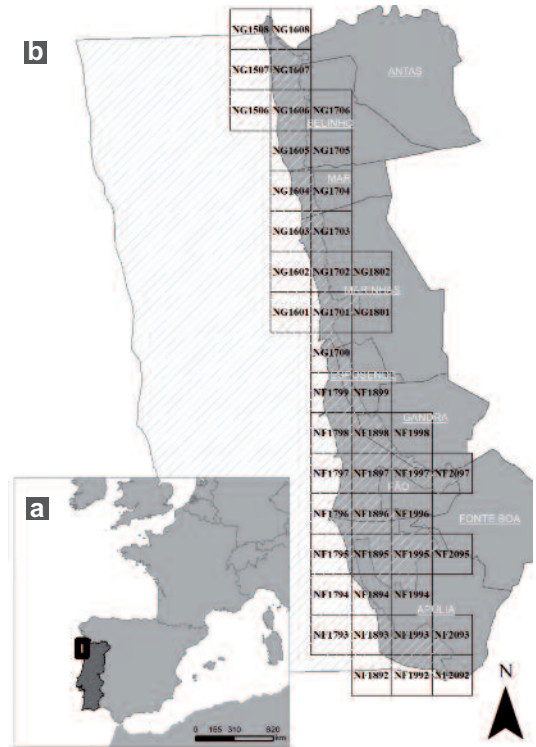 b
NG1508 NG1608
ANTAS
NG1507 NG1607
NG1506 NG1606 NG1706
BELINHO
NG1605 NG1705
MAR
NG1604 NG1704
NG1603 NG1703
NG1602 NG1702 NG1802
MARINHAS
NG1601 NG1701 NG1801
NG1700
NF1799 NF1899
GANDRA
NF1798 NF1898 NF1998
NF1797 NF1897 NF1997 NF2097
FÃO
a
NF1796 NF1896 NF1996
FONTE BOA
NF1795 NF1895 NF1995 NF2095
NF1794 NF1894 NF1994
APÚLIA
NF1793 NF1893 NF1993 NF2093
NF1892 NF1992 NF2092
N
0 155 310 620
km